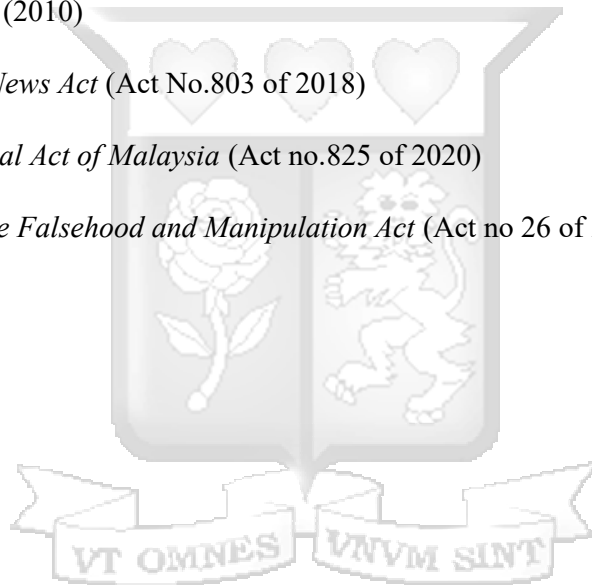 (2010)
News Act (Act No.803 of 2018)
al Act of Malaysia (Act no.825 of 2020)
e Falsehood and Manipulation Act (Act no 26 of
VT OMNES VNVM SINT